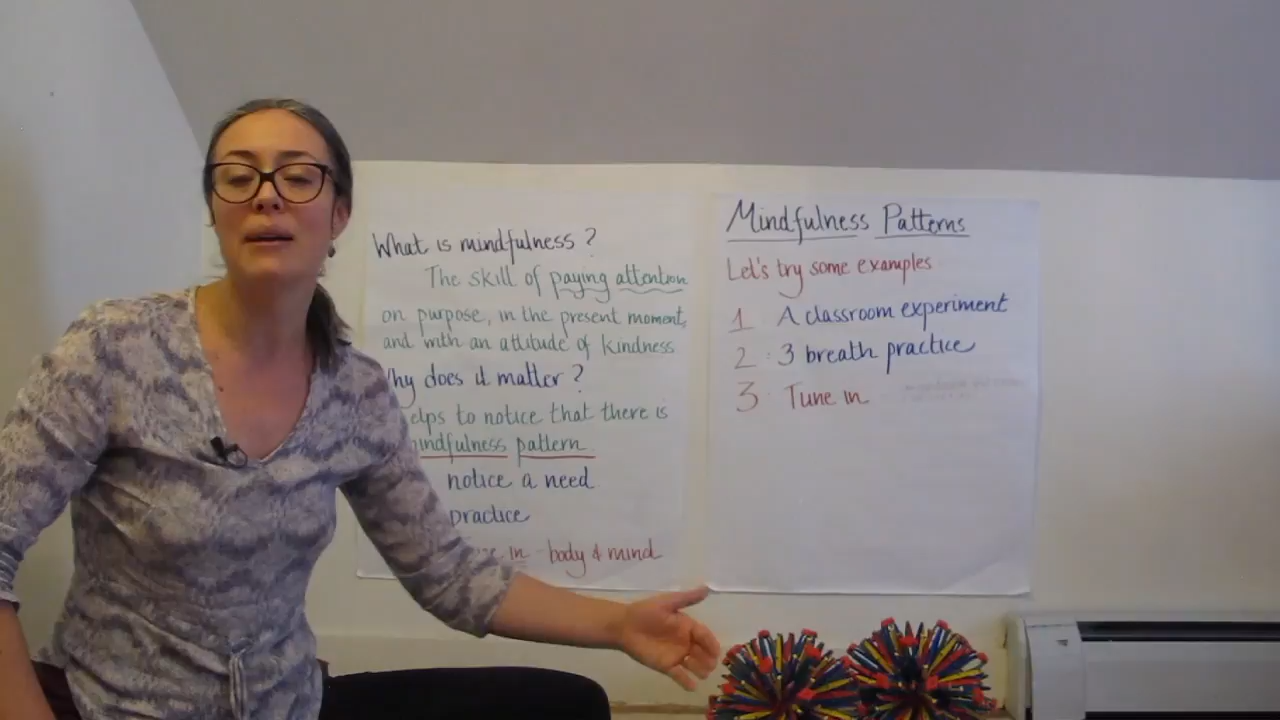 What is mindfulness?
The skill of paying attention
on purpose, in the present moment,
and with an attitude of kindness
hy does it matter?
elps to notice that there is
indfulness pattern
notice a need
practice
in - body & mind
Mindfulness Patterns
Let's try some examples
1 A classroom experiment
2 : 3 breath practice
3 Tune in